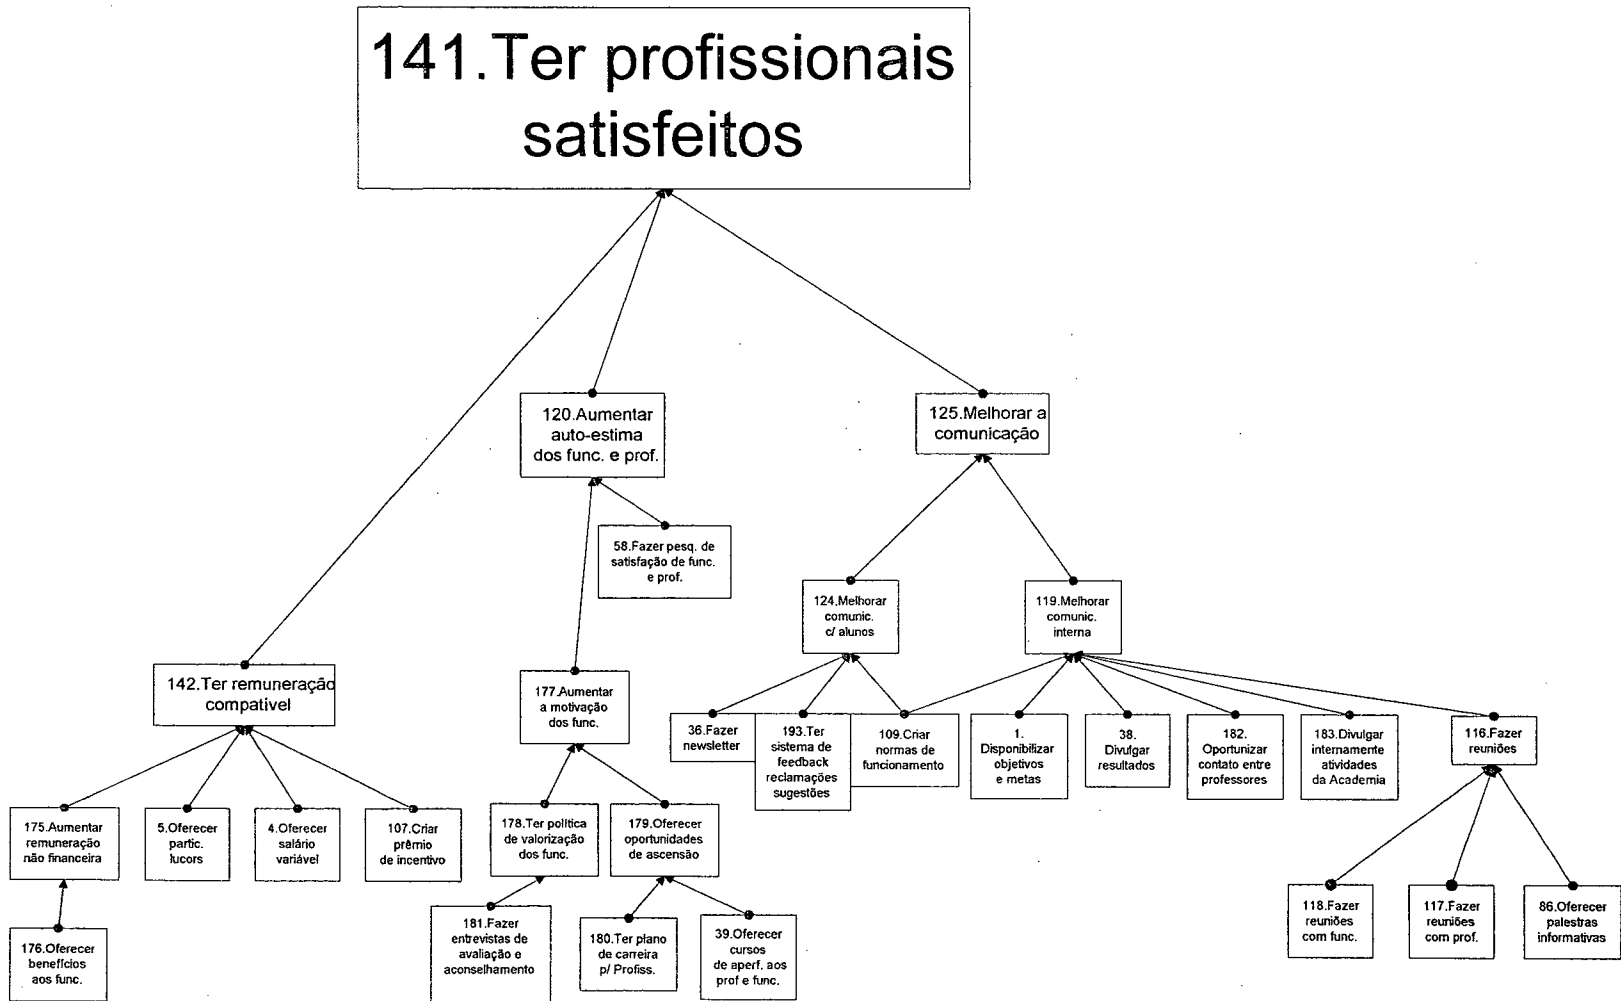 141.Ter profissionais
satisfeitos
120.Aumentar
auto-estima
dos func. e prof.
125.Melhorar a
comunicação
58.Fazer pesq. de
satisfação de func.
e prof.
124.Melhorar
comunic.
c/ alunos
119.Melhorar
comunic.
interna
142.Ter remuneração
compativel
177.Aumentar
a motivação
dos func.
36.Fazer
newsletter
193.Ter
sistema de
feedback
reclamações
sugestões
109.Criar
normas de
funcionamento
1.
Disponibilizar
objetivos
e metas
38.
Divulgar
resultados
182.
Oportunizar
contato entre
professores
183.Divulgar
internamente
atividades
da Academia
116.Fazer
reuniões
175.Aumentar
remuneração
não financeira
5.Oferecer
partic.
lucors
4.Oferecer
salário
variável
107.Criar
prêmio
de incentivo
178.Ter política
de valorização
dos func.
179.Oferecer
oportunidades
de ascensão
176.Oferecer
benefícios
aos func.
181.Fazer
entrevistas de
avaliação e
aconselhamento
180.Ter plano
de carreira
p/ Profiss.
39.Oferecer
cursos
de aperf. aos
prof e func.
118.Fazer
reuniões
com func.
117.Fazer
reuniões
com prof.
86.Oferecer
palestras
informativas